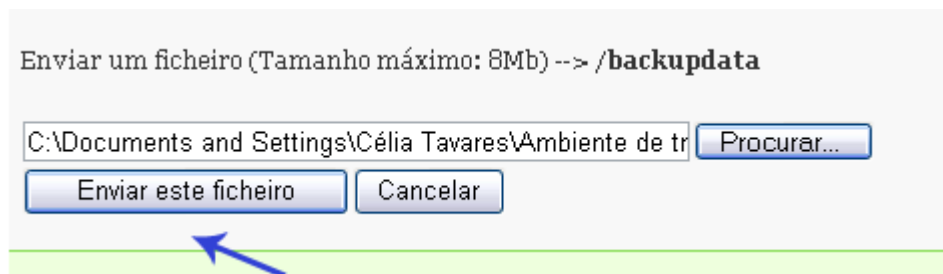 Enviar um ficheiro (Tamanho máximo: 8Mb) --> /backupdata
C:\Documents and Settings\Célia Tavares\Ambiente de tr Procurar...
Enviar este ficheiro Cancelar